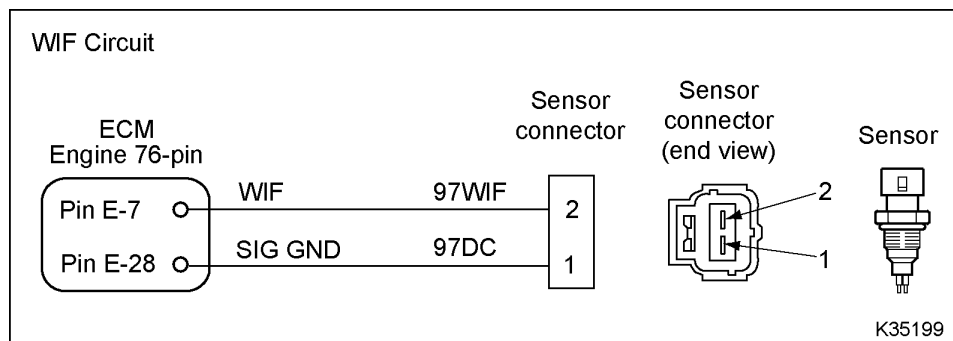 WIF Circuit
ECM
Engine 76-pin
Sensor
connector
Sensor
connector
(end view)
Sensor
Pin E-7
WIF
97WIF
2
2
Pin E-28
SIG GND
97DC
1
1
K35199